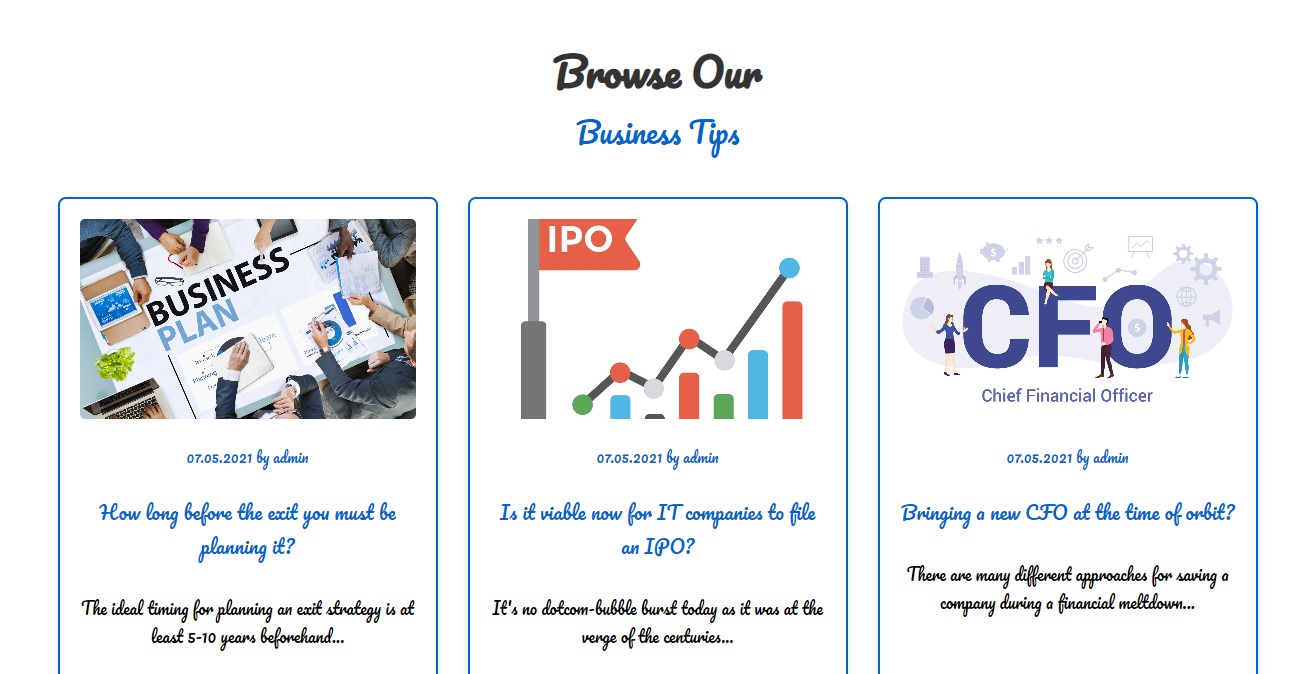 Browse Our
Business Tips
BUSINESS
PLAN
Team
Planning
IPO
CFO
Chief Financial Officer
07.05.2021 by admin
How long before the exit you must be
planning it?
The ideal timing for planning an exit strategy is at
least 5-10 years beforehand...
07.05.2021 by admin
Is it viable now for IT companies to file
an IPO?
It's no dotcom-bubble burst today as it was at the
verge of the centuries...
07.05.2021 by admin
Bringing a new CFO at the time of orbit?
There are many different approaches for saving a
company during a financial meltdown...